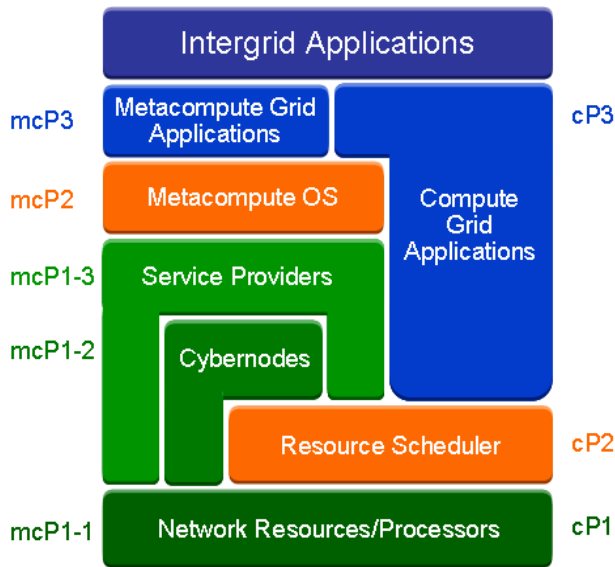 Intergrid Applications
mcP3
Metacompute Grid
Applications
cP3
mcP2
Metacompute OS
Compute
Grid
Applications
mcP1-3
Service Providers
mcP1-2
Cybernodes
Resource Scheduler
cP2
mcP1-1
Network Resources/Processors
cP1